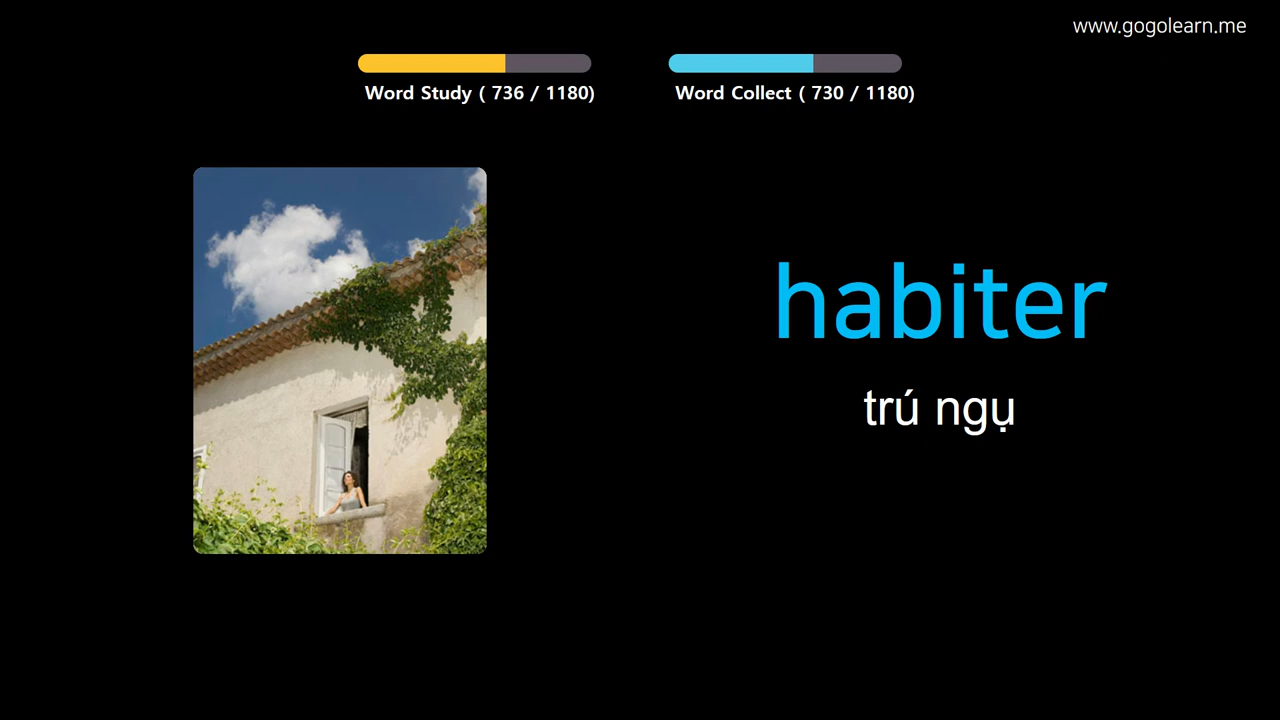 www.gogolearn.me
Word Study ( 736 / 1180)
Word Collect ( 730 / 1180)
habiter
trú ngụ